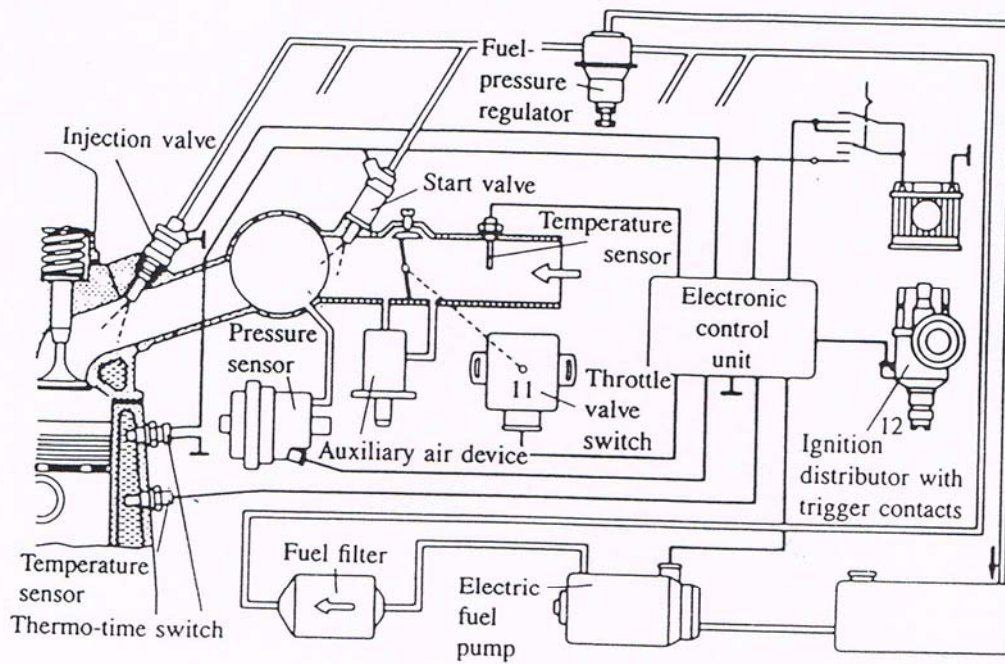 Fuel-
pressure
regulator
Injection valve
Start valve
Temperature
sensor
Electronic
control
unit
Pressure
sensor
11
Throttle
valve
switch
Auxiliary air device
12
Ignition
distributor with
trigger contacts
Temperature
sensor
Thermo-time switch
Fuel filter
Electric
fuel
pump